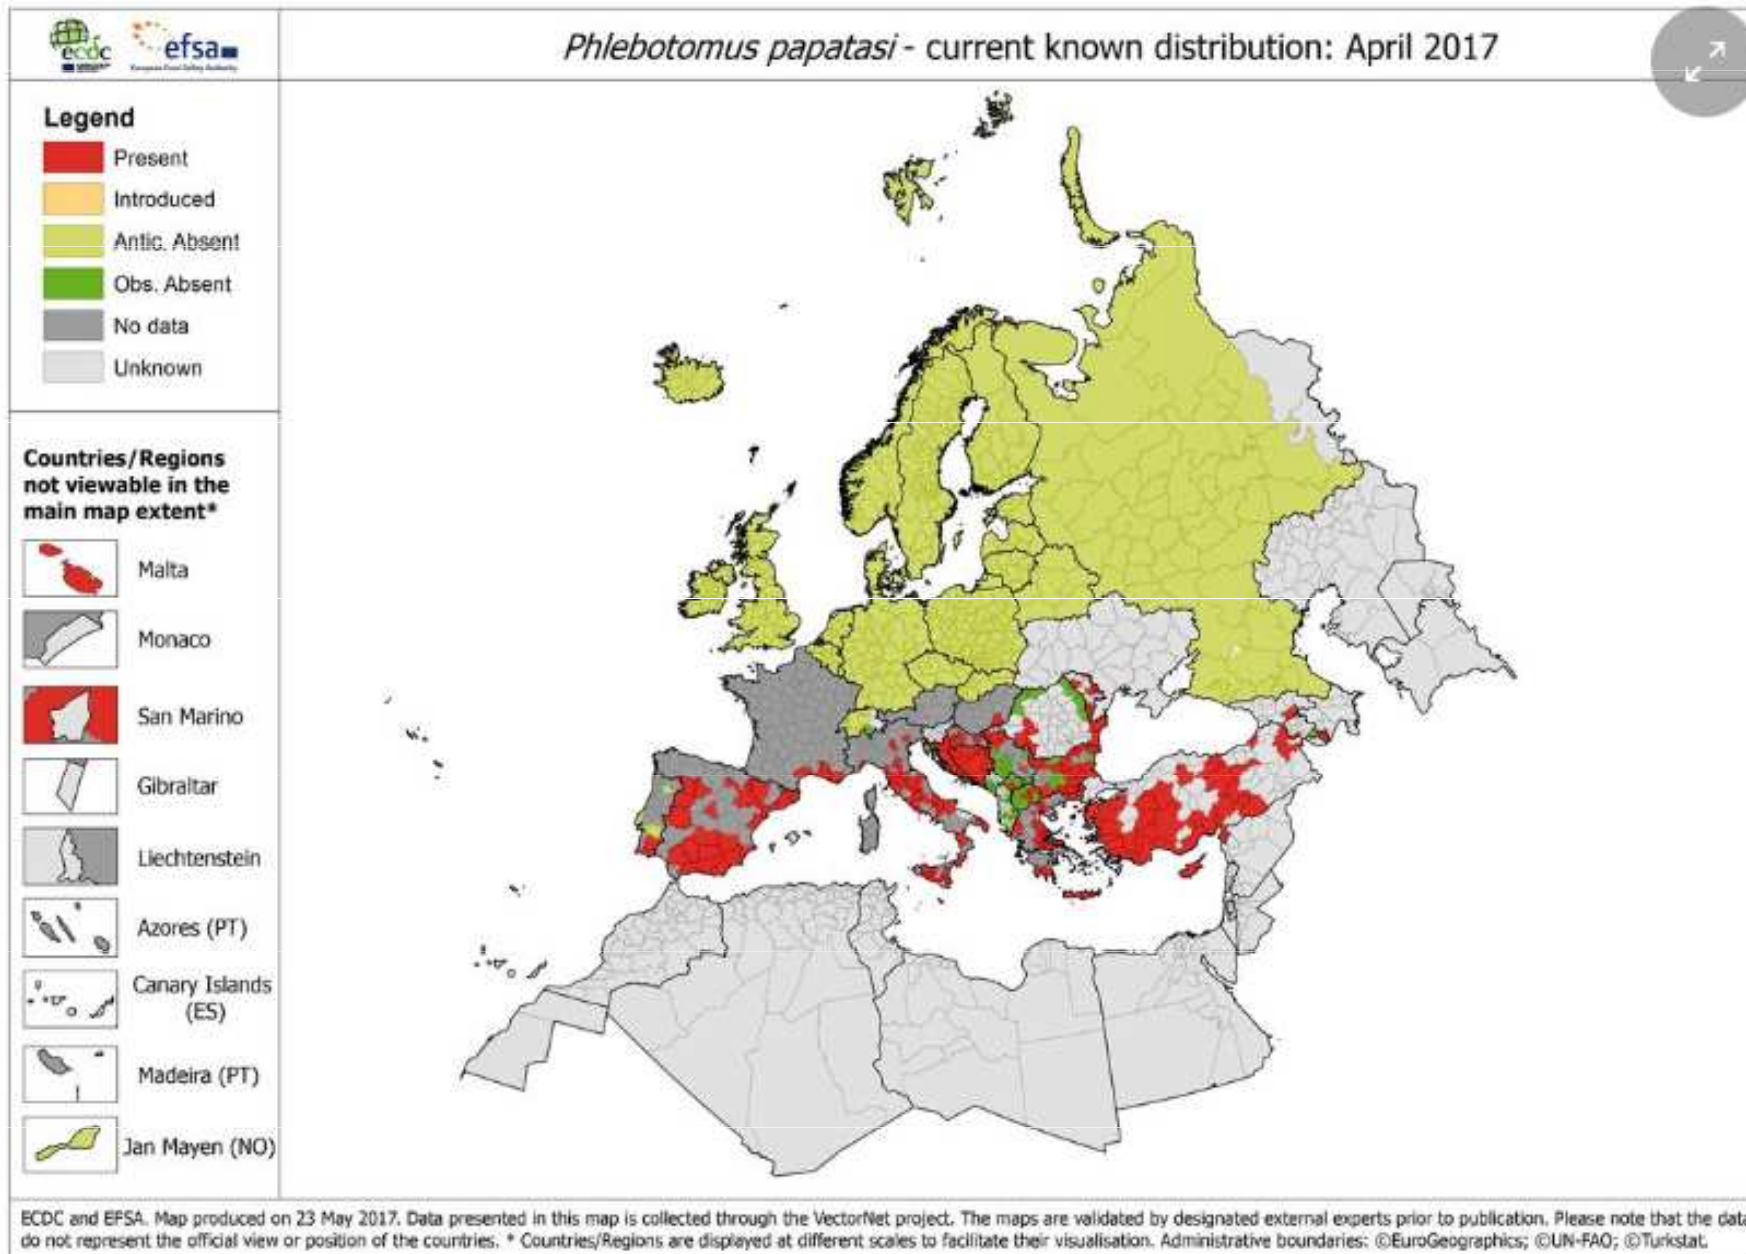 ecdc
efsa
European Food Safety Authority
Phlebotomus papatasi - current known distribution: April 2017
Legend
Present
Introduced
Antic. Absent
Obs. Absent
No data
Unknown
Countries/Regions
not viewable in the
main map extent*
Malta
Monaco
San Marino
Gibraltar
Liechtenstein
Azores (PT)
Canary Islands
(ES)
Madeira (PT)
Jan Mayen (NO)
ECDC and EFSA. Map produced on 23 May 2017. Data presented in this map is collected through the VectorNet project. The maps are validated by designated external experts prior to publication. Please note that the data
do not represent the official view or position of the countries. * Countries/Regions are displayed at different scales to facilitate their visualisation. Administrative boundaries: ©EuroGeographics; ©UN-FAO; ©Turkstat.